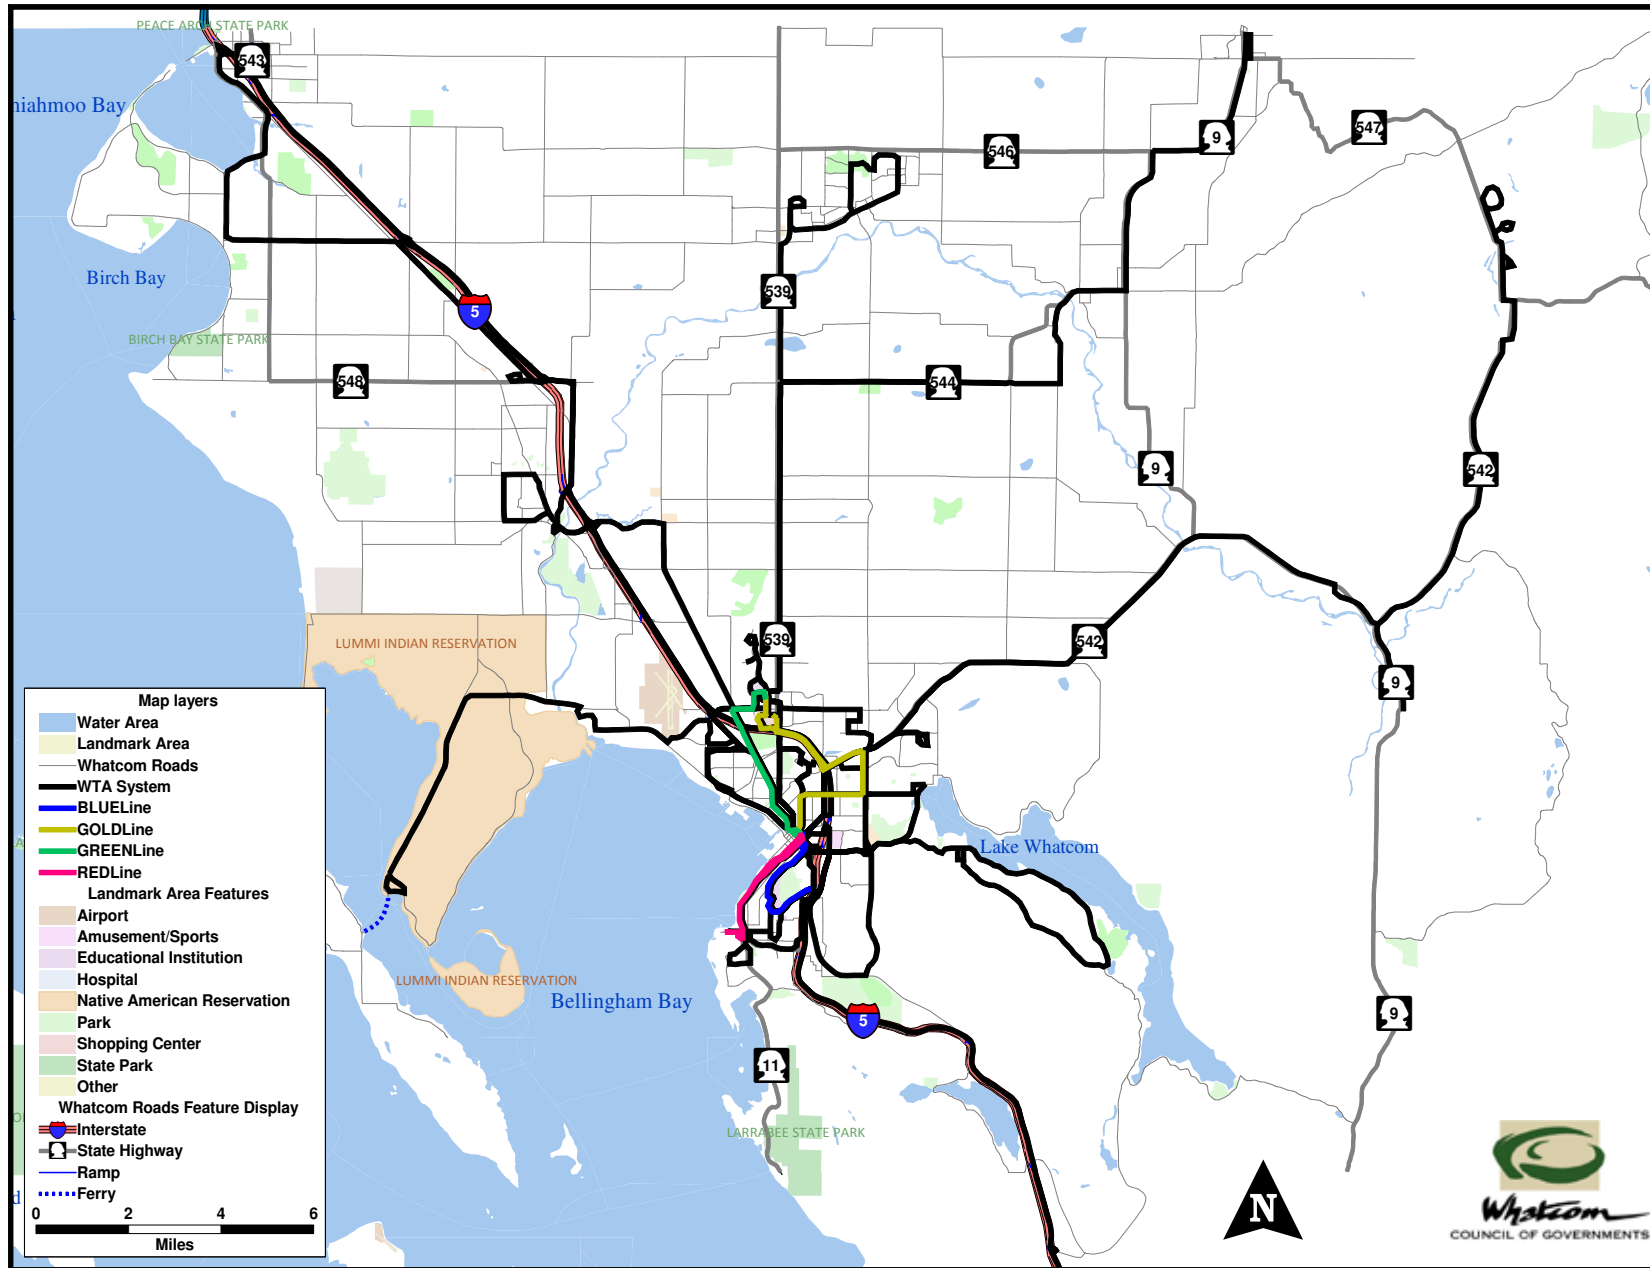 PEACE ARCH STATE PARK
543
niahmoo Bay
9
547
546
Birch Bay
539
5
BIRCH BAY STATE PARK
548
544
9
542
LUMMI INDIAN RESERVATION
539
542
9
Lake Whatcom
LUMMI INDIAN RESERVATION
Bellingham Bay
5
9
11
LARRABEE STATE PARK
Map layers
Water Area
Landmark Area
Whatcom Roads
WTA System
BLUELine
GOLDLine
GREENLine
REDLine
Landmark Area Features
Airport
Amusement/Sports
Educational Institution
Hospital
Native American Reservation
Park
Shopping Center
State Park
Other
Whatcom Roads Feature Display
Interstate
State Highway
Ramp
Ferry
0 2 4 6
Miles
N
Whatcom
COUNCIL OF GOVERNMENTS